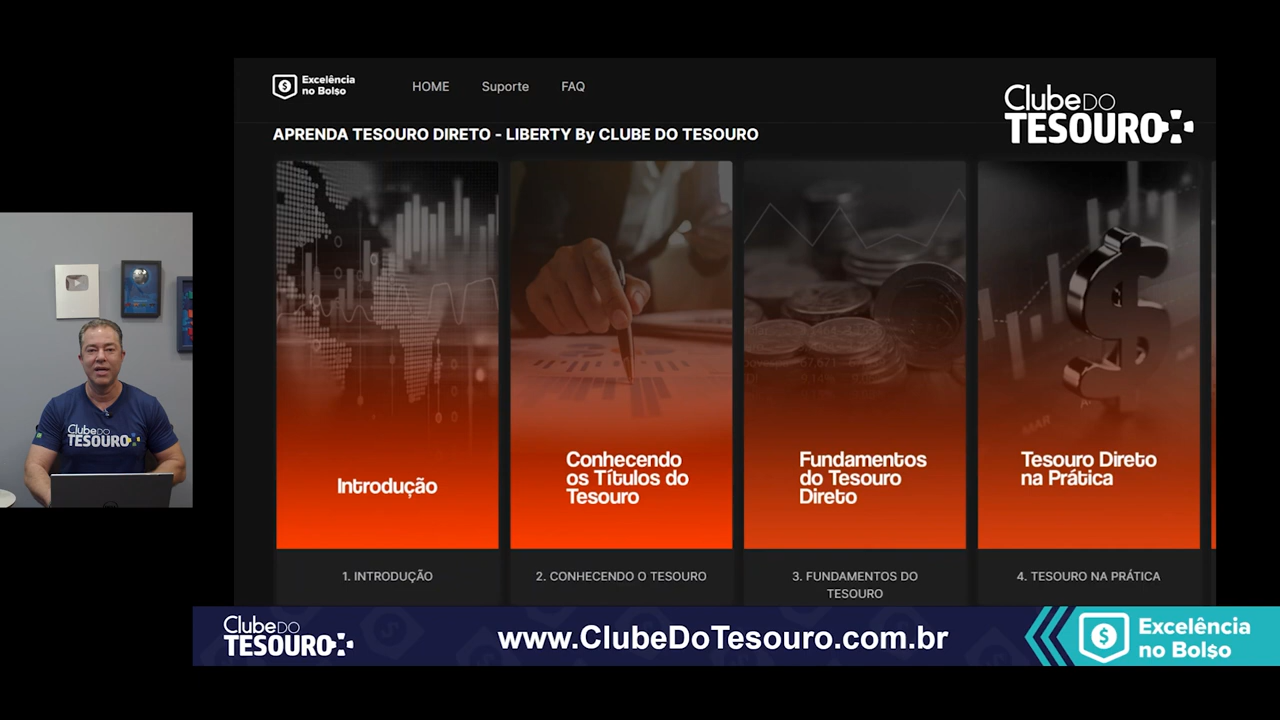 Excelência
no Bolso
HOME
Suporte
FAQ
Clube DO
TESOURO
APRENDA TESOURO DIRETO - LIBERTY By CLUBE DO TESOURO
Introdução
Conhecendo
os Títulos do
Tesouro
Fundamentos
do Tesouro
Direto
Tesouro Direto
na Prática
1. INTRODUÇÃO
2. CONHECENDO O TESOURO
3. FUNDAMENTOS DO
TESOURO
4. TESOURO NA PRÁTICA
Clube DO
TESOURO
Clube DO
TESOURO
www.ClubeDoTesouro.com.br
Excelência
no Bol$o